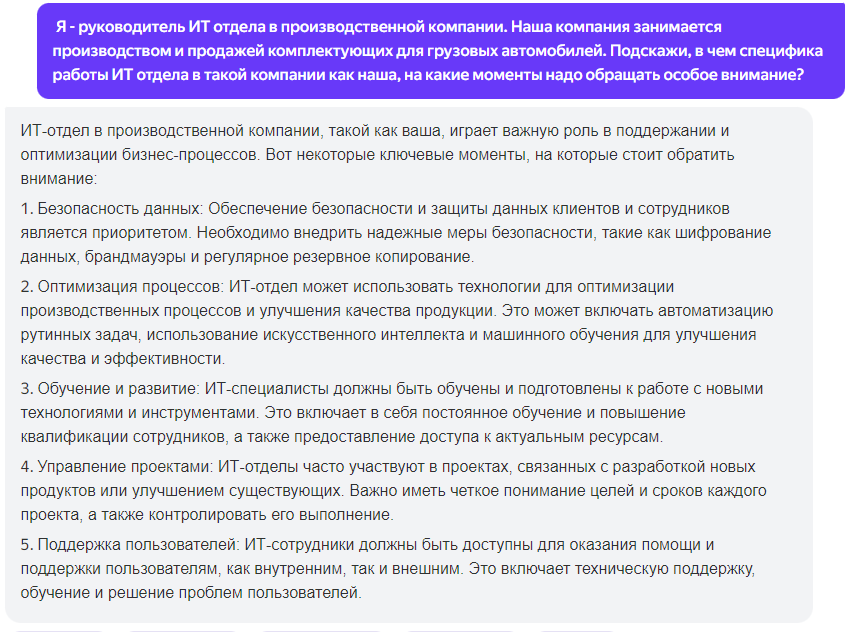 Я - руководитель ИТ отдела в производственной компании. Наша компания занимается
производством и продажей комплектующих для грузовых автомобилей. Подскажи, в чем специфика
работы ИТ отдела в такой компании как наша, на какие моменты надо обращать особое внимание?
ИТ-отдел в производственной компании, такой как ваша, играет важную роль в поддержании и
оптимизации бизнес-процессов. Вот некоторые ключевые моменты, на которые стоит обратить
внимание:
1. Безопасность данных: Обеспечение безопасности и защиты данных клиентов и сотрудников
является приоритетом. Необходимо внедрить надежные меры безопасности, такие как шифрование
данных, брандмауэры и регулярное резервное копирование.
2. Оптимизация процессов: ИТ-отдел может использовать технологии для оптимизации
производственных процессов и улучшения качества продукции. Это может включать автоматизацию
рутинных задач, использование искусственного интеллекта и машинного обучения для улучшения
качества и эффективности.
3. Обучение и развитие: ИТ-специалисты должны быть обучены и подготовлены к работе с новыми
технологиями и инструментами. Это включает в себя постоянное обучение и повышение
квалификации сотрудников, а также предоставление доступа к актуальным ресурсам.
4. Управление проектами: ИТ-отделы часто участвуют в проектах, связанных с разработкой новых
продуктов или улучшением существующих. Важно иметь четкое понимание целей и сроков каждого
проекта, а также контролировать его выполнение.
5. Поддержка пользователей: ИТ-сотрудники должны быть доступны для оказания помощи и
поддержки пользователям, как внутренним, так и внешним. Это включает техническую поддержку,
обучение и решение проблем пользователей.